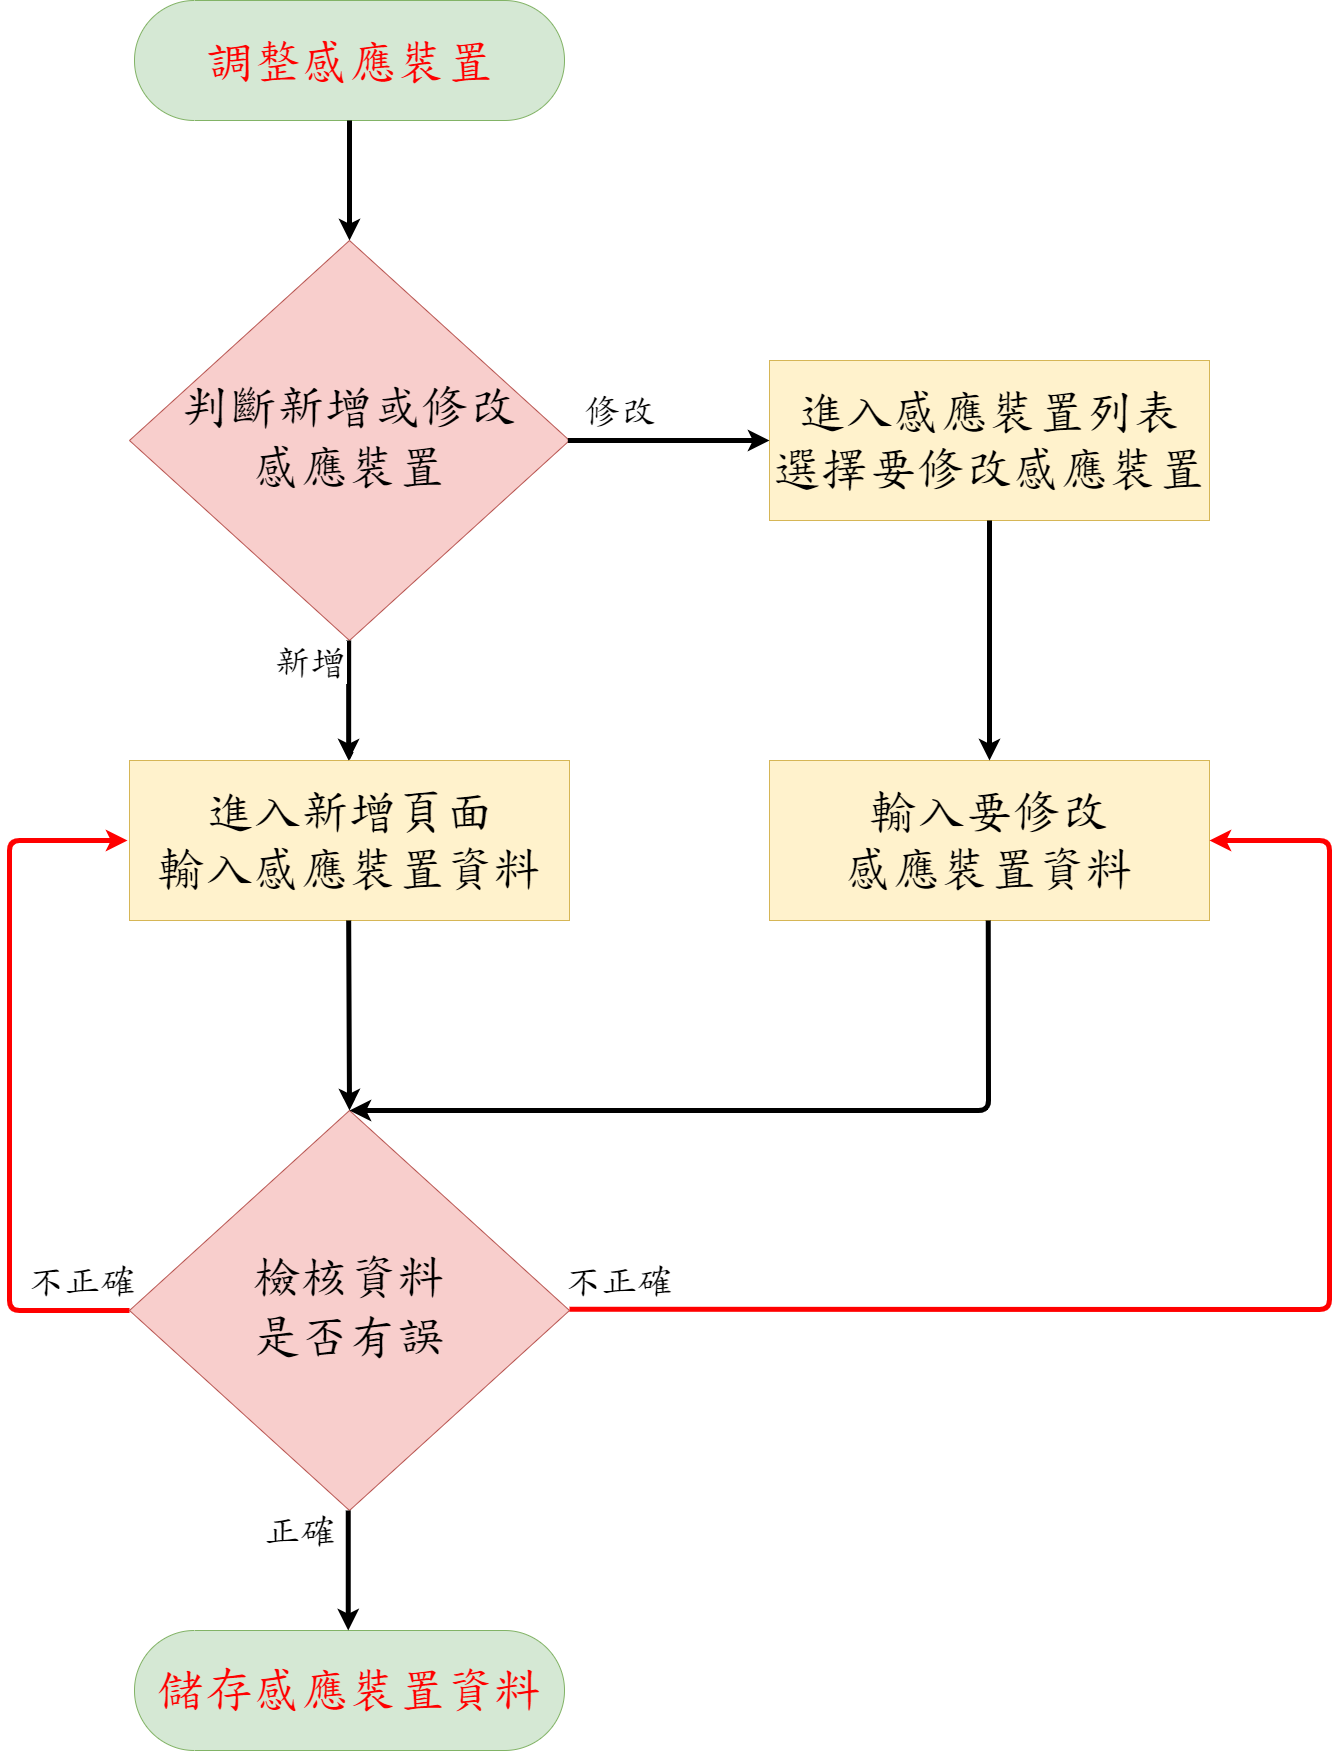 調整感應裝置
判斷新增或修改
感應裝置
修改
進入感應裝置列表
選擇要修改感應裝置
新增
進入新增頁面
輸入感應裝置資料
輸入要修改
感應裝置資料
不正確
檢核資料
是否有誤
不正確
正確
儲存感應裝置資料